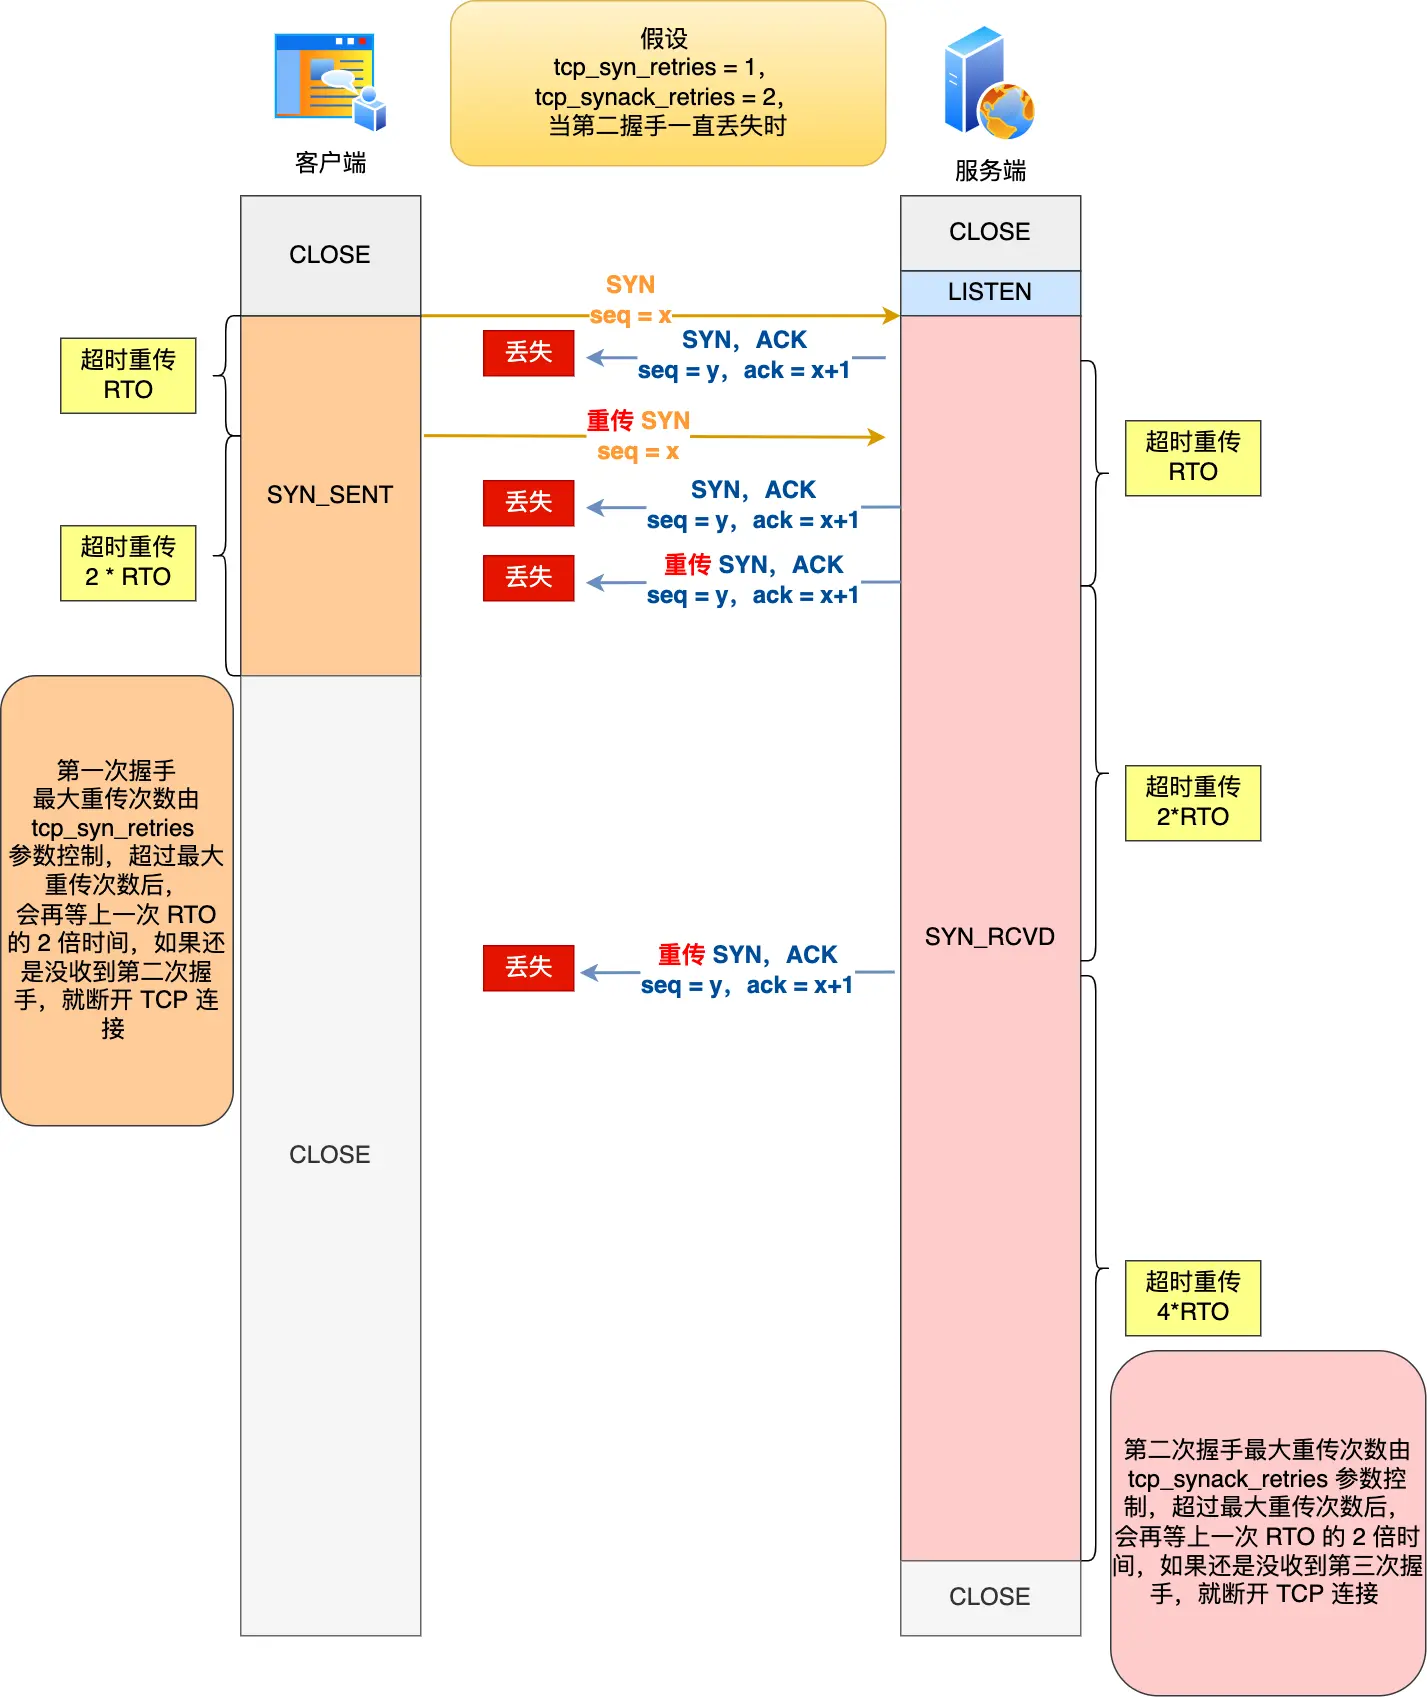 假设
tcp_syn_retries = 1，
tcp_synack_retries = 2，
当第二握手一直丢失时
客户端
服务端
CLOSE
CLOSE
LISTEN
SYN
seq = x
丢失
SYN，ACK
seq = y，ack = x+1
超时重传
RTO
重传 SYN
seq = x
超时重传
RTO
SYN_SENT
丢失
SYN，ACK
seq = y，ack = x+1
超时重传
2 * RTO
丢失
重传 SYN，ACK
seq = y，ack = x+1
第一次握手
最大重传次数由
tcp_syn_retries
参数控制，超过最大
重传次数后，
会再等上一次 RTO
的 2 倍时间，如果还
是没收到第二次握
手，就断开 TCP 连
接
超时重传
2*RTO
SYN_RCVD
丢失
重传 SYN，ACK
seq = y，ack = x+1
CLOSE
超时重传
4*RTO
第二次握手最大重传次数由
tcp_synack_retries 参数控
制，超过最大重传次数后，
会再等上一次 RTO 的 2 倍时
间，如果还是没收到第三次握
手，就断开 TCP 连接
CLOSE